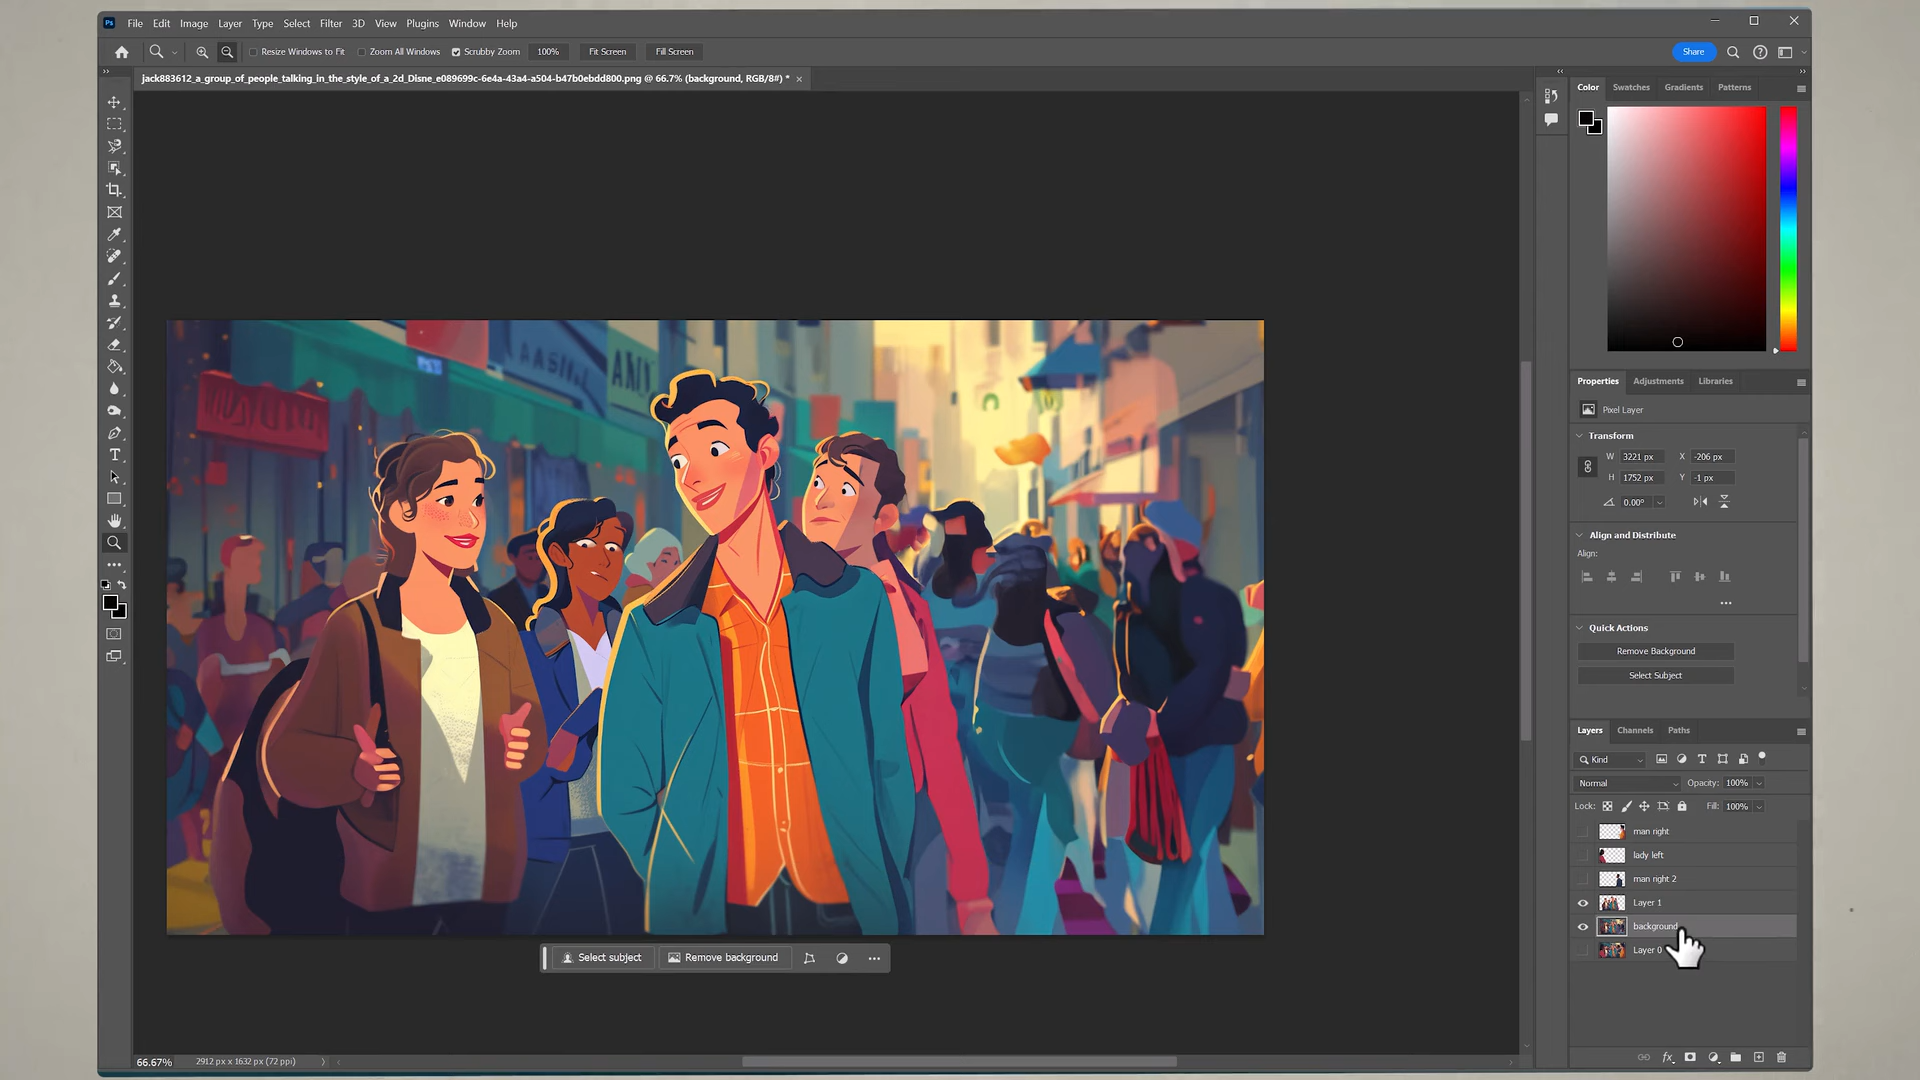 Ps File Edit Image Layer Type Select Filter 3D View Plugins Window Help
Resize Windows to Fit Zoom All Windows Scrubby Zoom 100% Fit Screen Fill Screen Share
jack883612_a_group_of_people_talking_in_the_style_of_a_2d_Disne_e089699c-6e4a-43a4-a504-b47b0ebdd800.png @ 66.7% (background, RGB/8#) * ×
Color Swatches Gradients Patterns
Properties Adjustments Libraries
Pixel Layer
Transform
W 3221 px X -206 px
H 1752 px Y -1 px
0.00°
Align and Distribute
Align:
Quick Actions
Remove Background
Select Subject
Layers Channels Paths
Kind
Normal Opacity: 100%
Lock: Fill: 100%
man right
lady left
man right 2
Layer 1
background
Layer 0
Select subject Remove background
66.67% 2912 px x 1632 px (72 ppi)